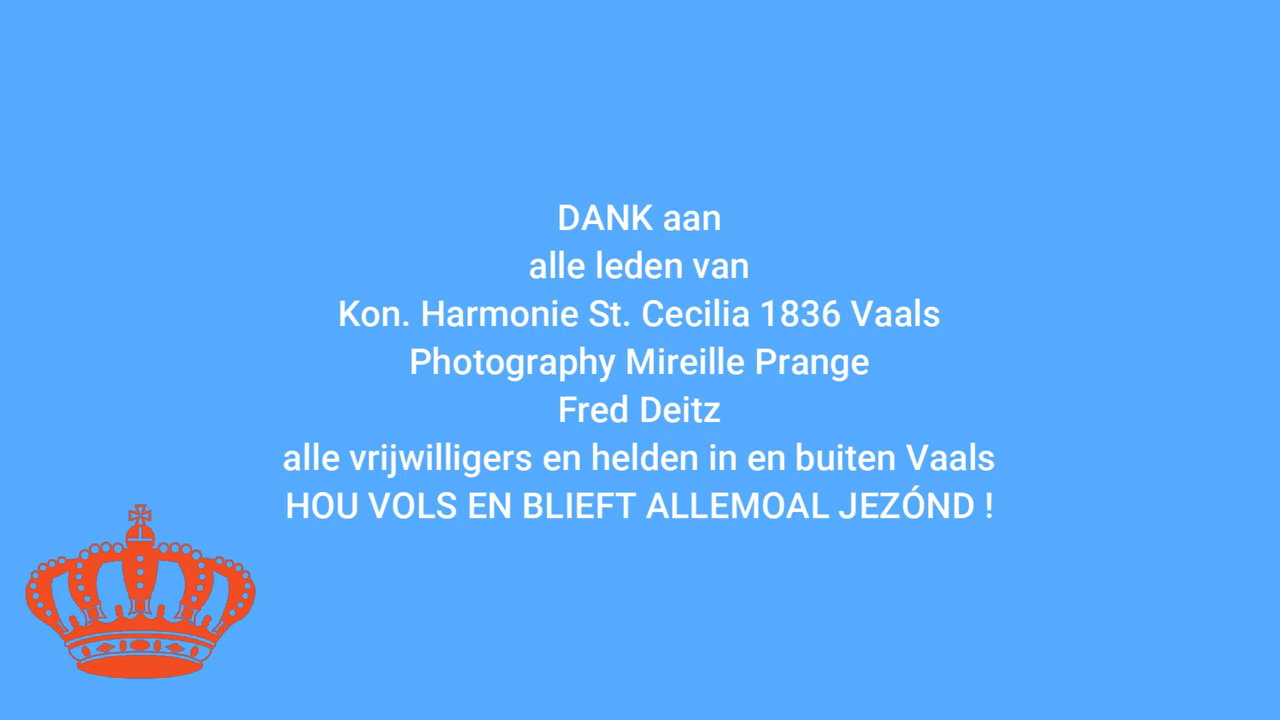 DANK aan
alle leden van
Kon. Harmonie St. Cecilia 1836 Vaals
Photography Mireille Prange
Fred Deitz
alle vrijwilligers en helden in en buiten Vaals
HOU VOLS EN BLIEFT ALLEMOAL JEZÓND !